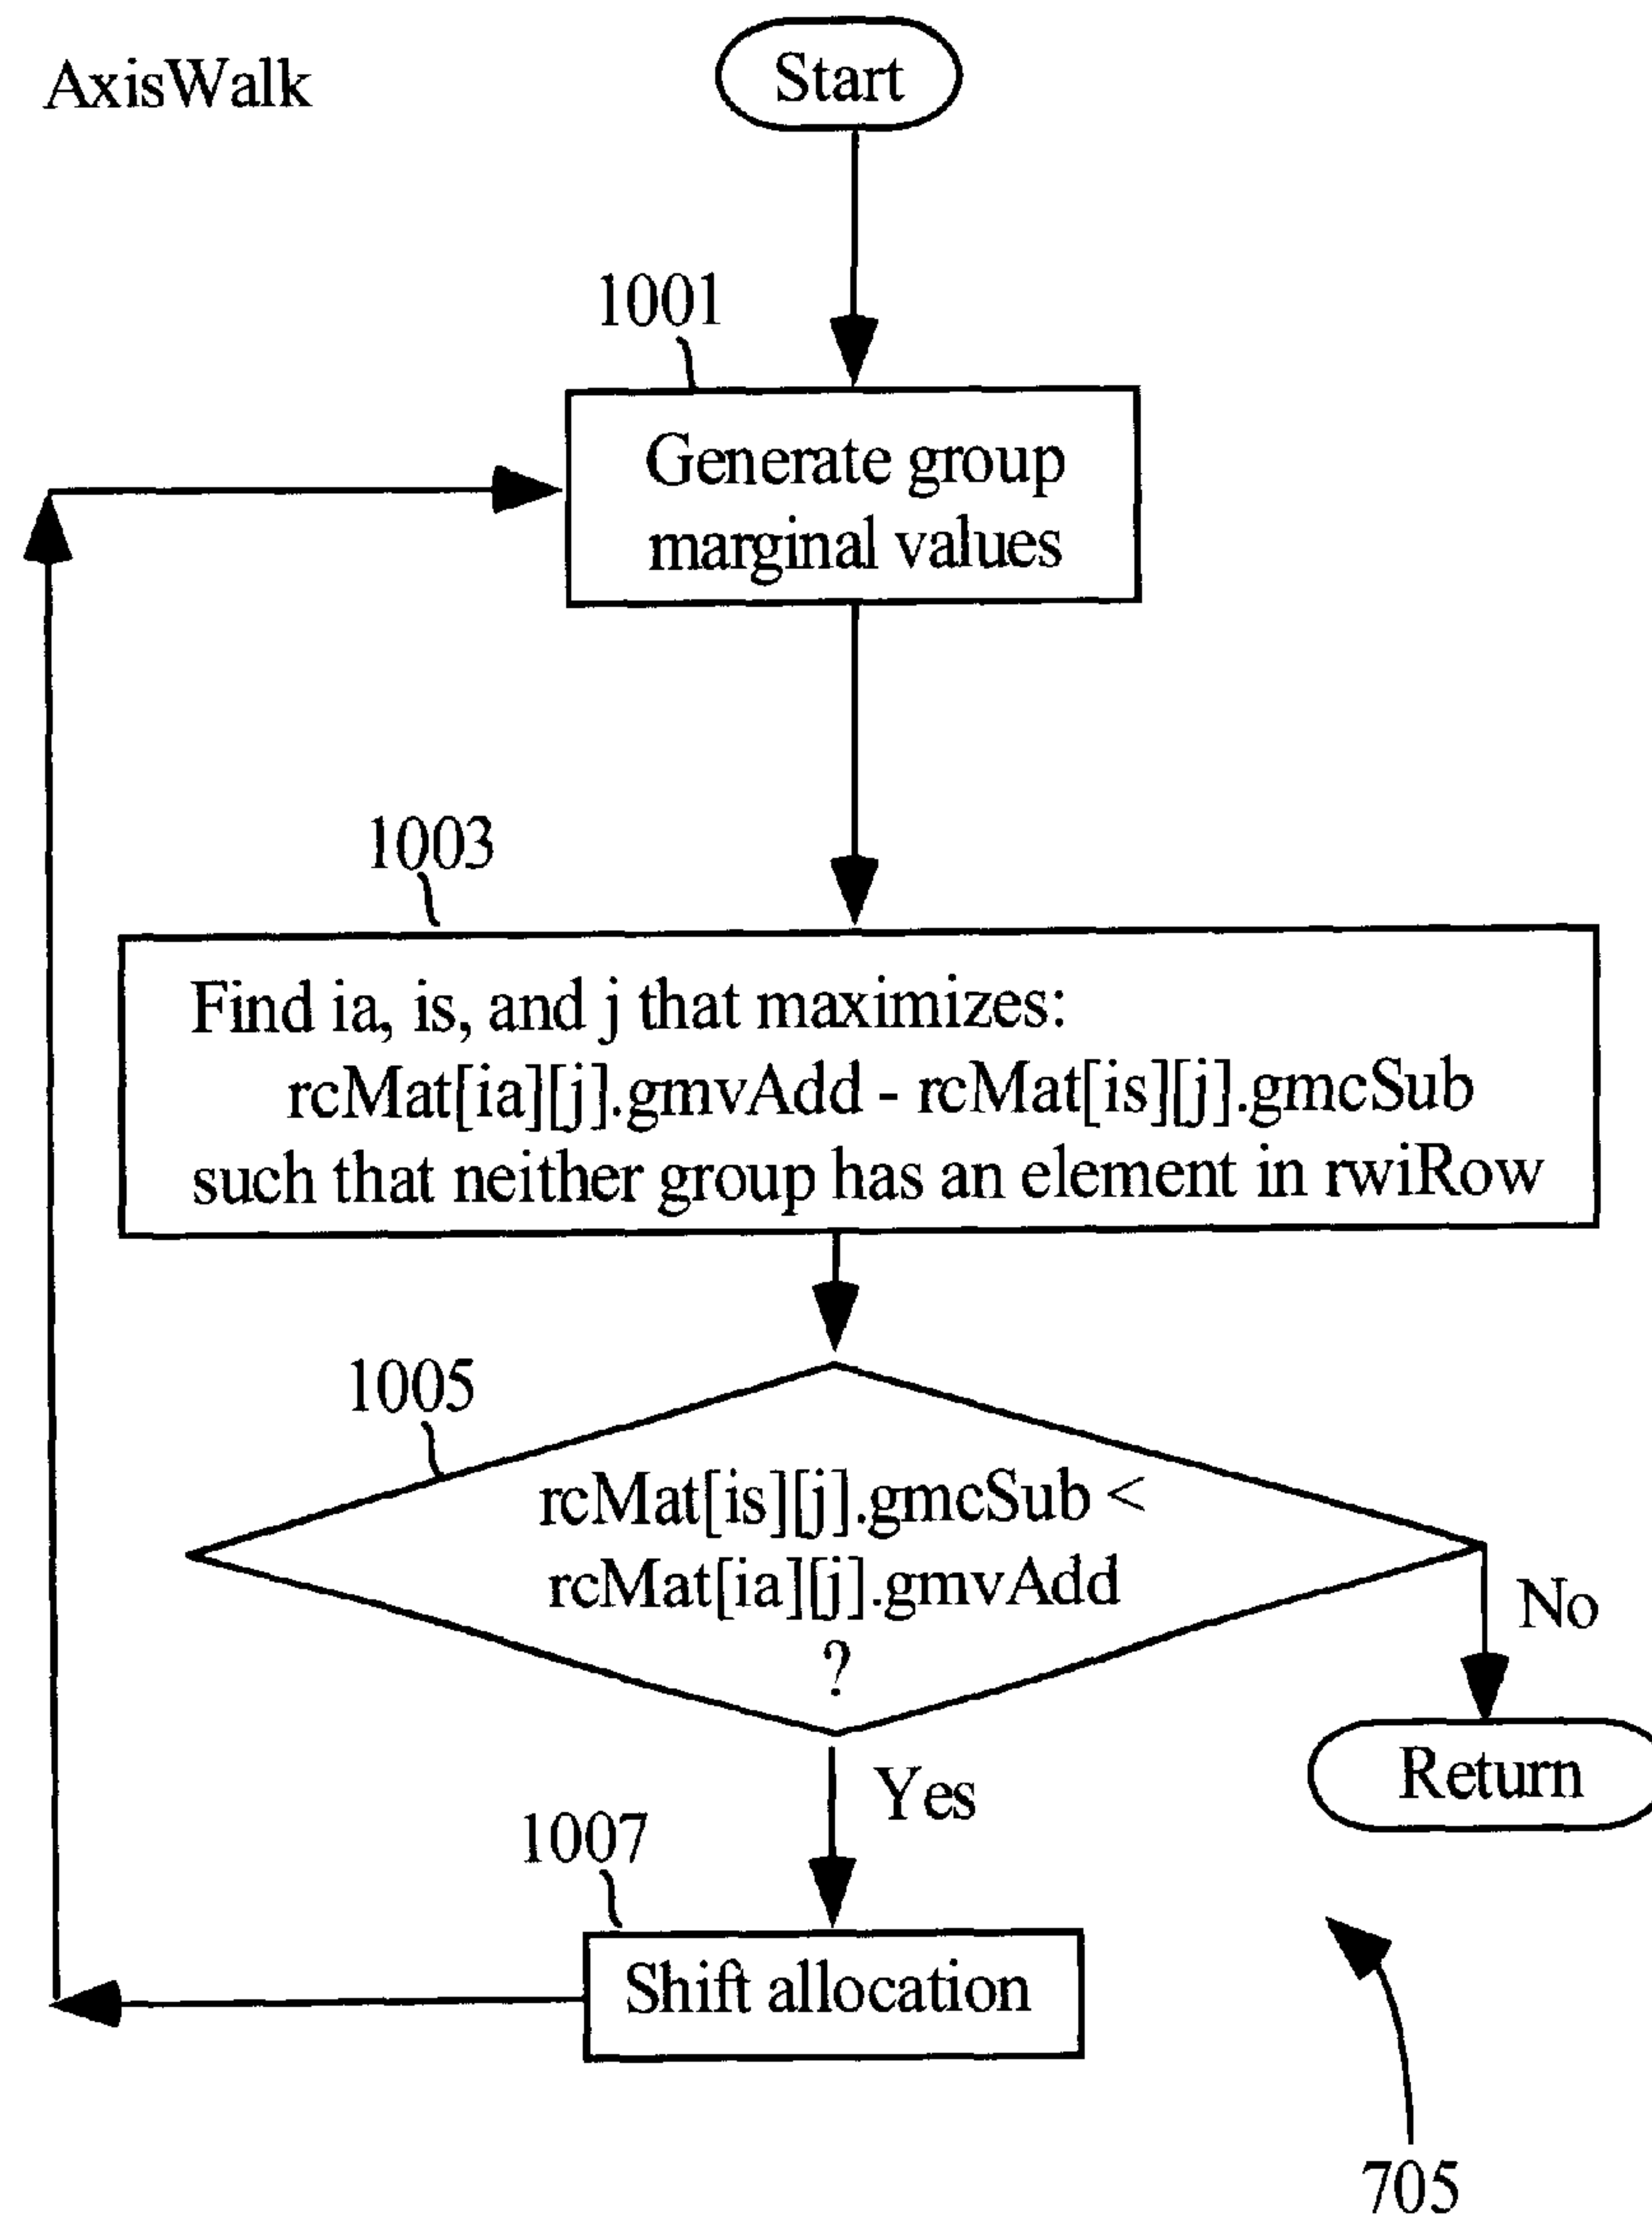 AxisWalk
Start
1001
Generate group
marginal values
1003
Find ia, is, and j that maximizes:
rcMat[ia][j].gmvAdd - rcMat[is][j].gmcSub
such that neither group has an element in rwiRow
1005
rcMat[is][j].gmcSub <
rcMat[ia][j].gmvAdd
?
No
Return
Yes
1007
Shift allocation
705